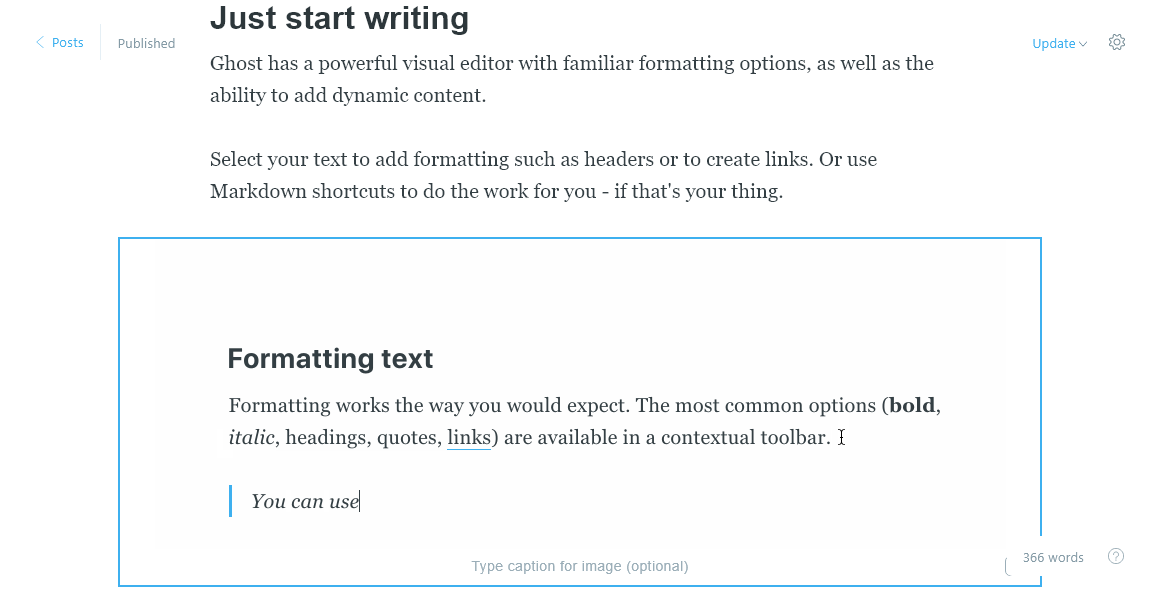 Just start writing
Posts
Published
Update
Ghost has a powerful visual editor with familiar formatting options, as well as the
ability to add dynamic content.
Select your text to add formatting such as headers or to create links. Or use
Markdown shortcuts to do the work for you - if that's your thing.
Formatting text
Formatting works the way you would expect. The most common options (bold,
italic, headings, quotes, links) are available in a contextual toolbar.
You can use
Type caption for image (optional)
366 words
?